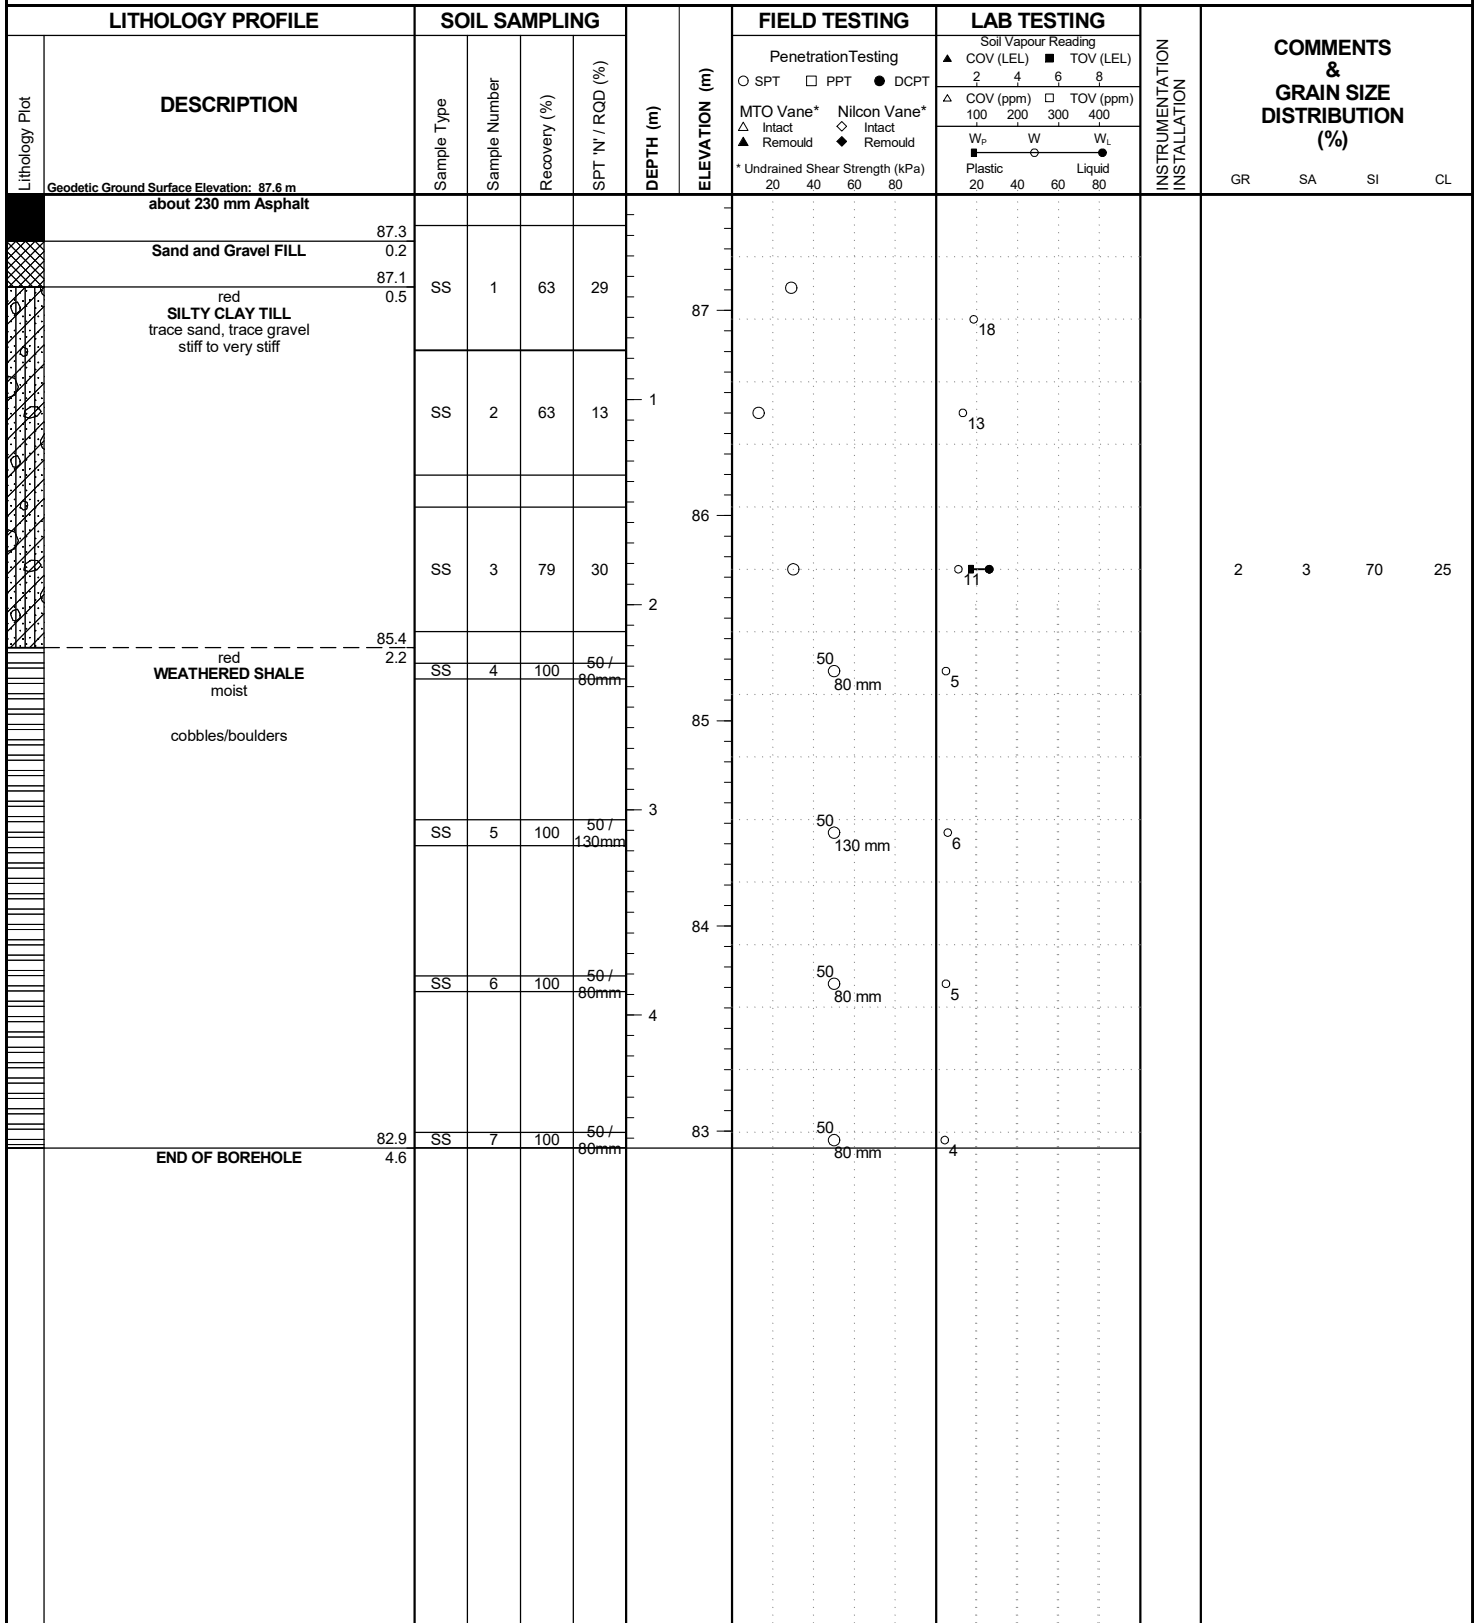 LITHOLOGY PROFILE
SOIL SAMPLING
FIELD TESTING
LAB TESTING
Lithology Plot
DESCRIPTION
Geodetic Ground Surface Elevation: 87.6 m
Sample Type
Sample Number
Recovery (%)
SPT 'N' / RQD (%)
DEPTH (m)
ELEVATION (m)
PenetrationTesting
SPT PPT DCPT
MTO Vane* Nilcon Vane*
Intact Intact
Remould Remould
* Undrained Shear Strength (kPa)
20 40 60 80
Soil Vapour Reading
COV (LEL) TOV (LEL)
2 4 6 8
COV (ppm) TOV (ppm)
100 200 300 400
WP W WL
Plastic Liquid
20 40 60 80
INSTRUMENTATION
INSTALLATION
COMMENTS
&
GRAIN SIZE
DISTRIBUTION
(%)
GR SA SI CL
about 230 mm Asphalt
87.3
Sand and Gravel FILL 0.2
87.1
red 0.5
SILTY CLAY TILL
trace sand, trace gravel
stiff to very stiff
SS 1 63 29
87
18
SS 2 63 13
1
13
86
SS 3 79 30
11
2 3 70 25
2
85.4
red 2.2
WEATHERED SHALE
moist
cobbles/boulders
SS 4 100 50 /
80mm
50
80 mm
5
85
3
SS 5 100 50 /
130mm
50
130 mm
6
84
SS 6 100 50 /
80mm
50
80 mm
5
4
83
82.9
SS 7 100 50 /
80mm
50
80 mm
4
END OF BOREHOLE 4.6